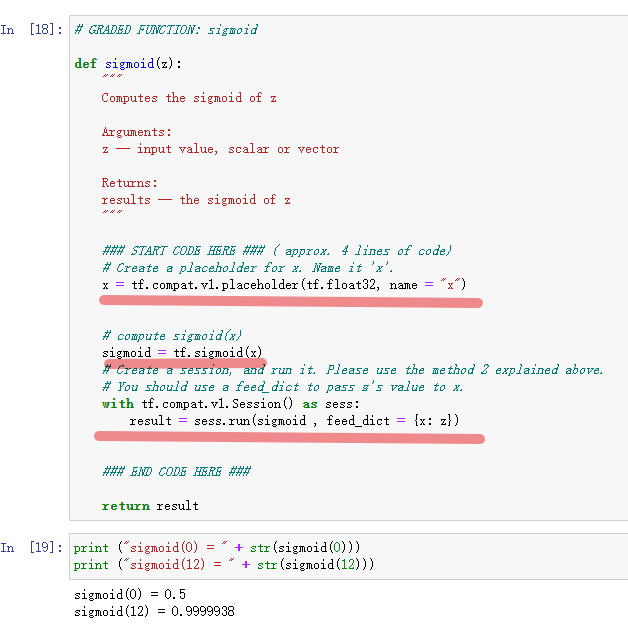 In [18]: # GRADED FUNCTION: sigmoid
def sigmoid(z):
"""
Computes the sigmoid of z
Arguments:
z -- input value, scalar or vector
Returns:
results -- the sigmoid of z
"""
### START CODE HERE ### ( approx. 4 lines of code)
# Create a placeholder for x. Name it 'x'.
x = tf.compat.v1.placeholder(tf.float32, name = "x")
# compute sigmoid(x)
sigmoid = tf.sigmoid(x)
# Create a session, and run it. Please use the method 2 explained above.
# You should use a feed_dict to pass z's value to x.
with tf.compat.v1.Session() as sess:
result = sess.run(sigmoid , feed_dict = {x: z})
### END CODE HERE ###
return result
In [19]: print ("sigmoid(0) = " + str(sigmoid(0)))
print ("sigmoid(12) = " + str(sigmoid(12)))
sigmoid(0) = 0.5
sigmoid(12) = 0.9999938